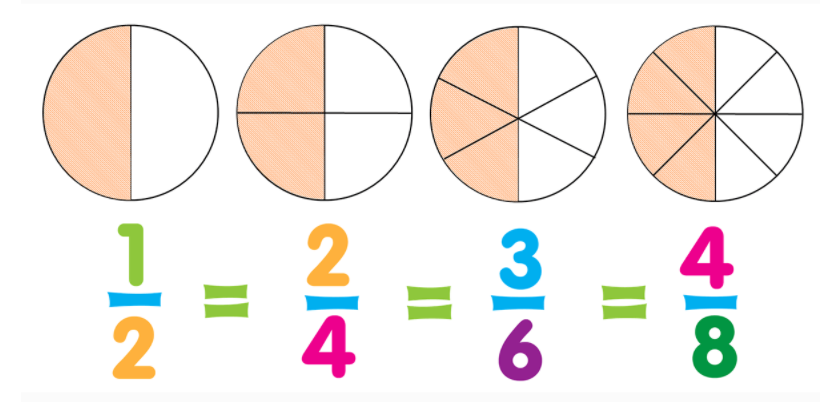 1/2 = 2/4 = 3/6 = 4/8